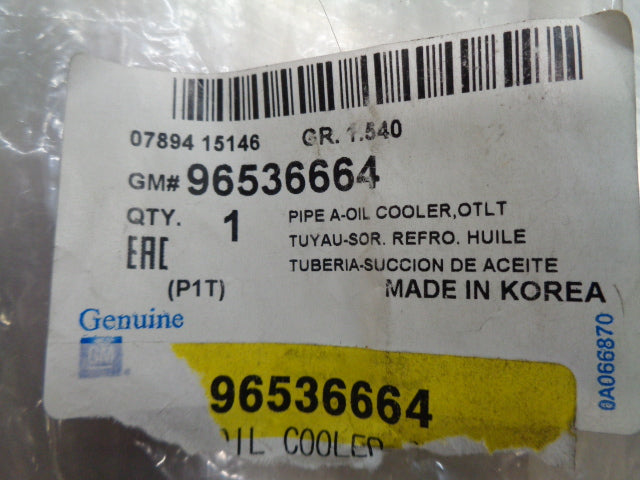 07894 15146 GR. 1.540
GM# 96536664
QTY. 1
PIPE A-OIL COOLER,OTLT
TUYAU-SOR. REFRO. HUILE
TUBERIA-SUCCION DE ACEITE
EAC
(P1T)
MADE IN KOREA
Genuine
GM
0A066870
96536664
OIL COOLER